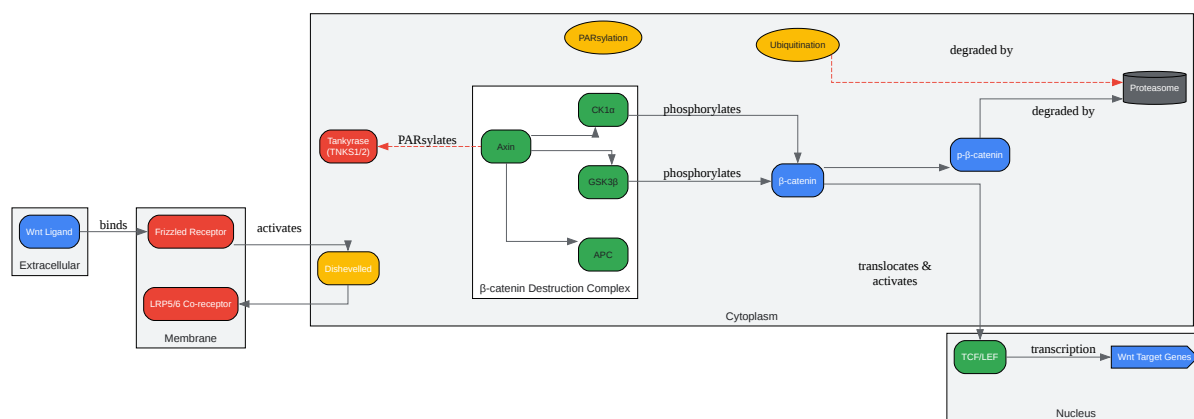 PARsylation
Ubiquitination
degraded by
Proteasome
CK1α
phosphorylates
degraded by
Tankyrase
(TNKS1/2)
PARsylates
Axin
p-β-catenin
GSK3β
phosphorylates
β-catenin
Wnt Ligand
binds
Frizzled Receptor
activates
Extracellular
Dishevelled
APC
translocates &
activates
β-catenin Destruction Complex
LRP5/6 Co-receptor
Cytoplasm
Membrane
TCF/LEF
transcription
Wnt Target Genes
Nucleus